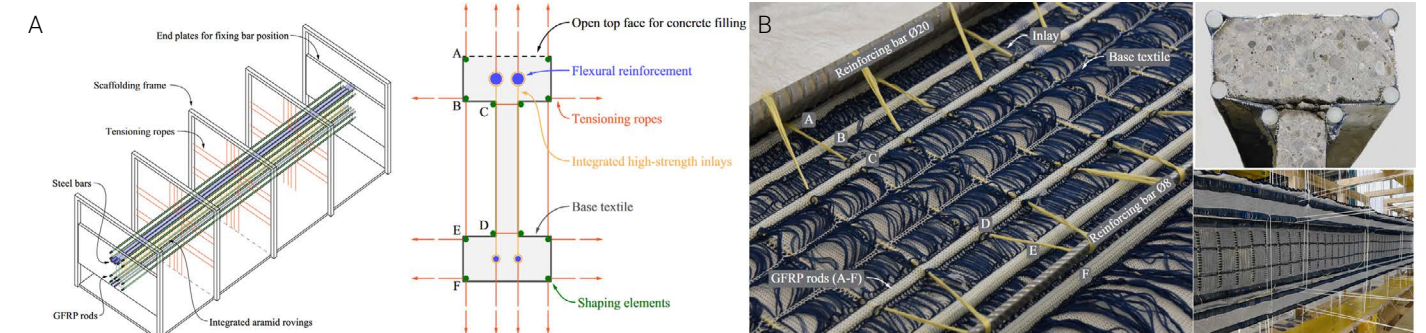 A
End plates for fixing bar position
Scaffolding frame
Tensioning ropes
Steel bars
GFRP rods
Integrated aramid rovings
A
B
C
D
E
F
Open top face for concrete filling
Flexural reinforcement
Tensioning ropes
Integrated high-strength inlays
Base textile
Shaping elements
B
Reinforcing bar Ø20
Inlay
Base textile
A
B
C
D
E
F
Reinforcing bar Ø8
GFRP rods (A-F)